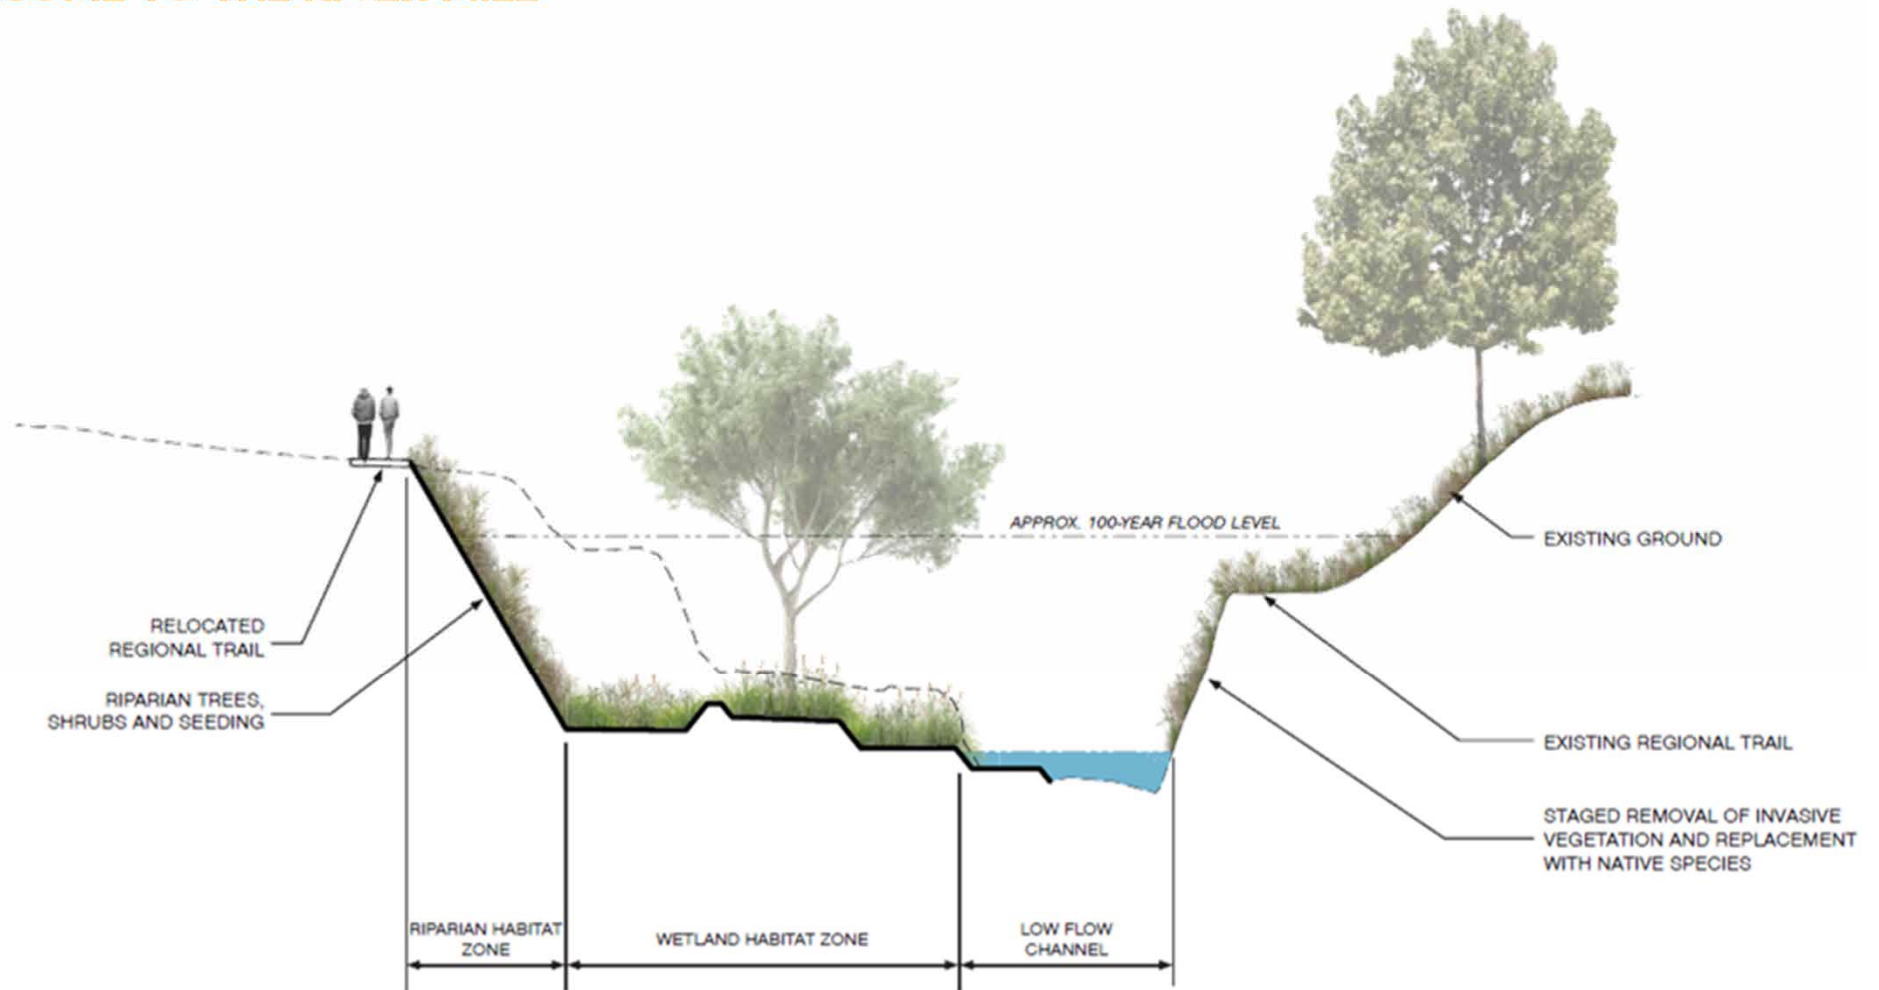 APPROX. 100-YEAR FLOOD LEVEL
EXISTING GROUND
RELOCATED
REGIONAL TRAIL
RIPARIAN TREES,
SHRUBS AND SEEDING
EXISTING REGIONAL TRAIL
STAGED REMOVAL OF INVASIVE
VEGETATION AND REPLACEMENT
WITH NATIVE SPECIES
RIPARIAN HABITAT
ZONE
WETLAND HABITAT ZONE
LOW FLOW
CHANNEL